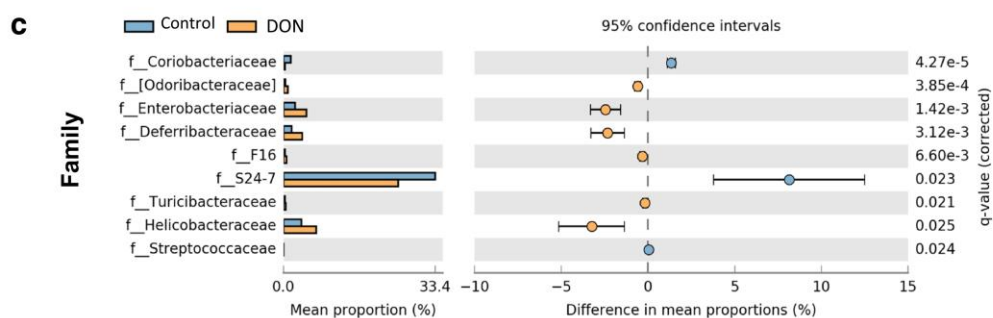 c
Control DON
95% confidence intervals
Family
f__Coriobacteriaceae 4.27e-5
f__[Odoribacteraceae] 3.85e-4
f__Enterobacteriaceae 1.42e-3
f__Deferribacteraceae 3.12e-3
f__F16 6.60e-3
f__S24-7 0.023
f__Turicibacteraceae 0.021
f__Helicobacteraceae 0.025
f__Streptococcaceae 0.024
q-value (corrected)
0.0 33.4 −10 −5 0 5 10 15
Mean proportion (%) Difference in mean proportions (%)